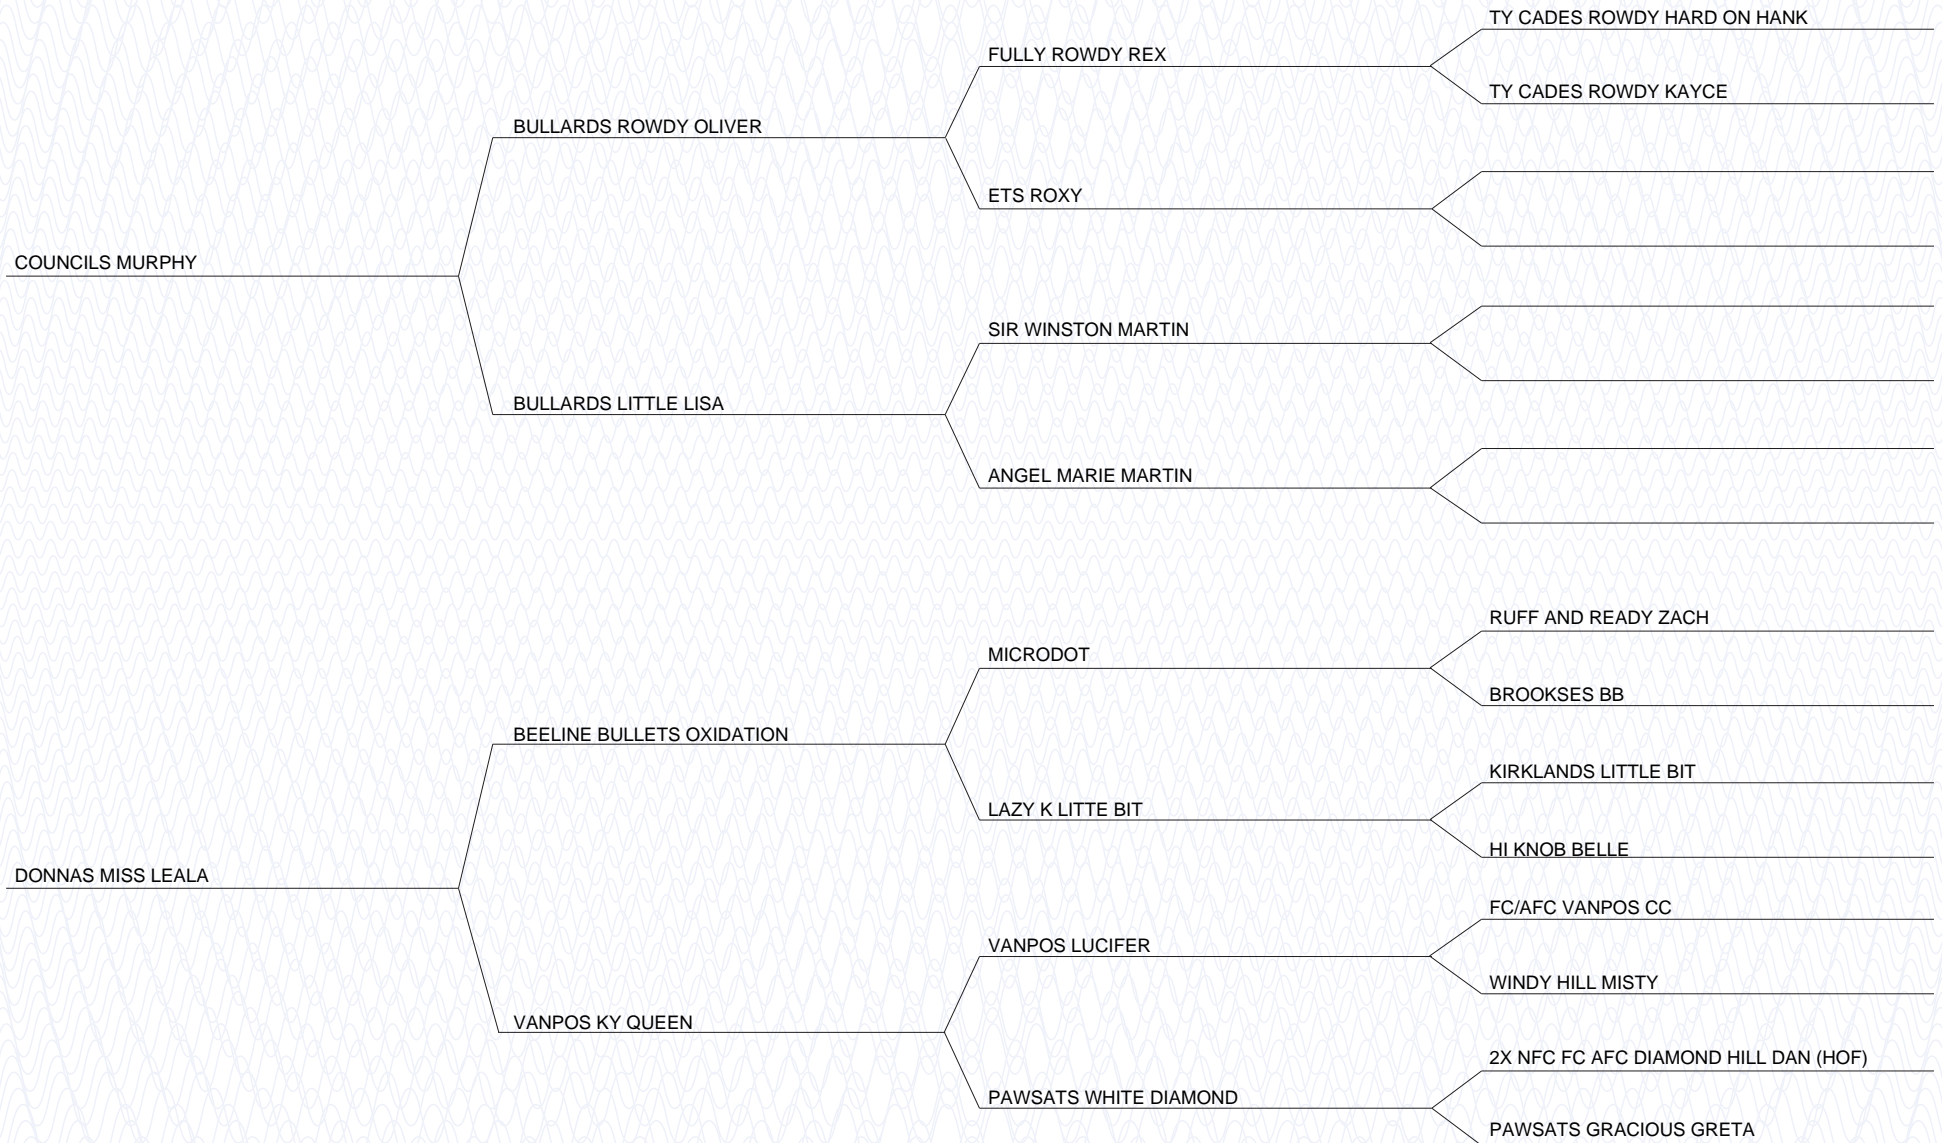 TY CADES ROWDY HARD ON HANK
FULLY ROWDY REX
TY CADES ROWDY KAYCE
BULLARDS ROWDY OLIVER
ETS ROXY
COUNCILS MURPHY
SIR WINSTON MARTIN
BULLARDS LITTLE LISA
ANGEL MARIE MARTIN
RUFF AND READY ZACH
MICRODOT
BROOKSES BB
BEELINE BULLETS OXIDATION
KIRKLANDS LITTLE BIT
LAZY K LITTE BIT
HI KNOB BELLE
DONNAS MISS LEALA
FC/AFC VANPOS CC
VANPOS LUCIFER
WINDY HILL MISTY
VANPOS KY QUEEN
2X NFC FC AFC DIAMOND HILL DAN (HOF)
PAWSATS WHITE DIAMOND
PAWSATS GRACIOUS GRETA